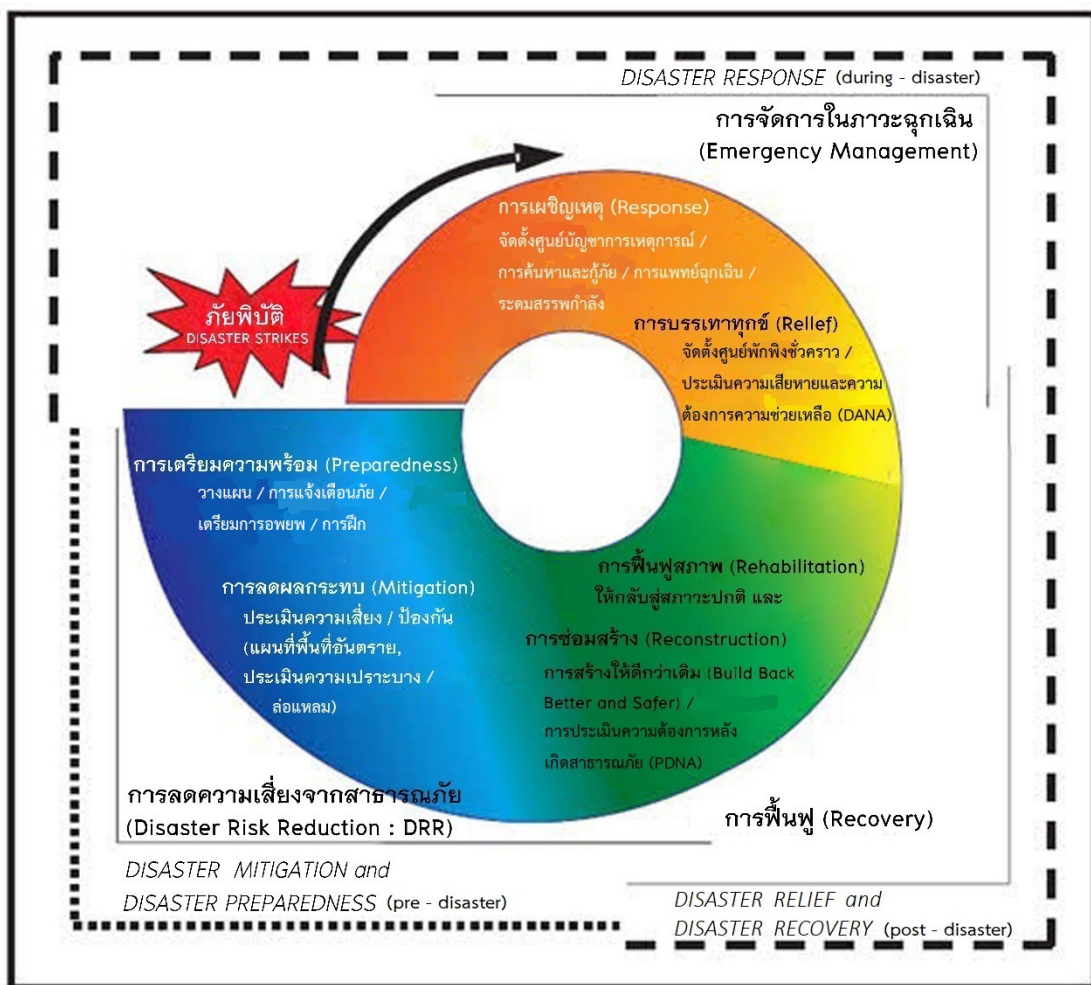 DISASTER RESPONSE (during - disaster)
การจัดการในภาวะฉุกเฉิน
(Emergency Management)
การเผชิญเหตุ (Response)
จัดตั้งศูนย์บัญชาการเหตุการณ์ /
การค้นหาและกู้ภัย / การแพทย์ฉุกเฉิน /
ระดมสรรพกำลัง
ภัยพิบัติ
DISASTER STRIKES
การบรรเทาทุกข์ (Rellef)
จัดตั้งศูนย์พักพิงชั่วคราว /
ประเมินความเสียหายและความ
ต้องการความช่วยเหลือ (DANA)
การเตรียมความพร้อม (Preparedness)
วางแผน / การแจ้งเตือนภัย /
เตรียมการอพยพ / การฝึก
การลดผลกระทบ (Mitigation)
ประเมินความเสี่ยง / ป้องกัน
(แผนที่พื้นที่อันตราย,
ประเมินความเปราะบาง /
ล่อแหลม)
การฟื้นฟูสภาพ (Rehabilitation)
ให้กลับสู่สภาวะปกติ และ
การซ่อมสร้าง (Reconstruction)
การสร้างให้ดีกว่าเดิม (Build Back
Better and Safer) /
การประเมินความต้องการหลัง
เกิดสาธารณภัย (PDNA)
การลดความเสี่ยงจากสาธารณภัย
(Disaster Risk Reduction : DRR)
การฟื้นฟู (Recovery)
DISASTER MITIGATION and
DISASTER PREPAREDNESS (pre - disaster)
DISASTER RELIEF and
DISASTER RECOVERY (post - disaster)